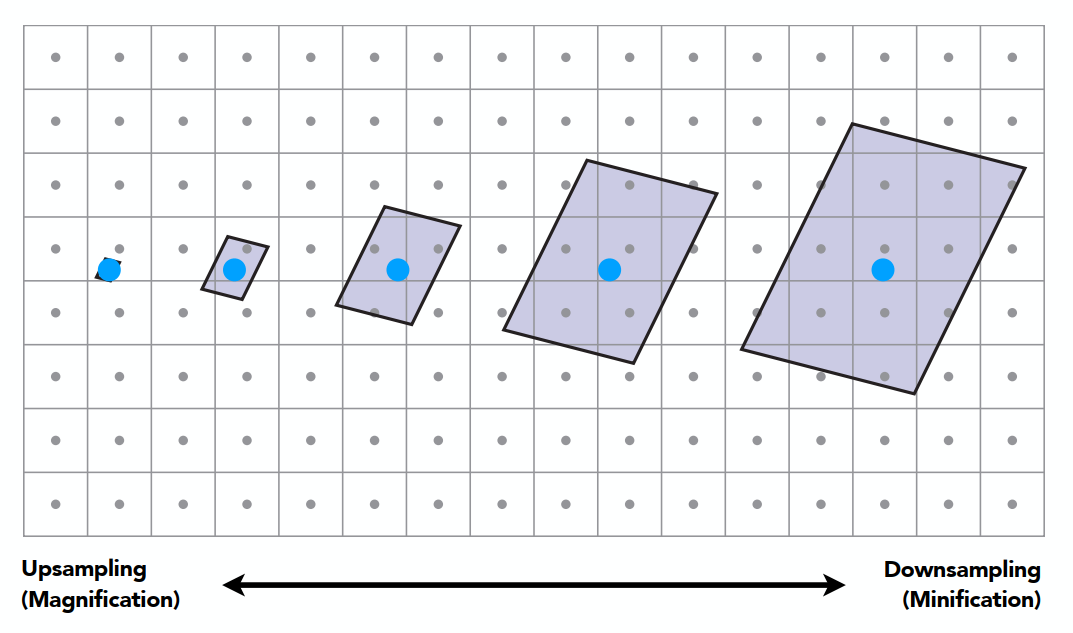 Upsampling
(Magnification)
Downsampling
(Minification)